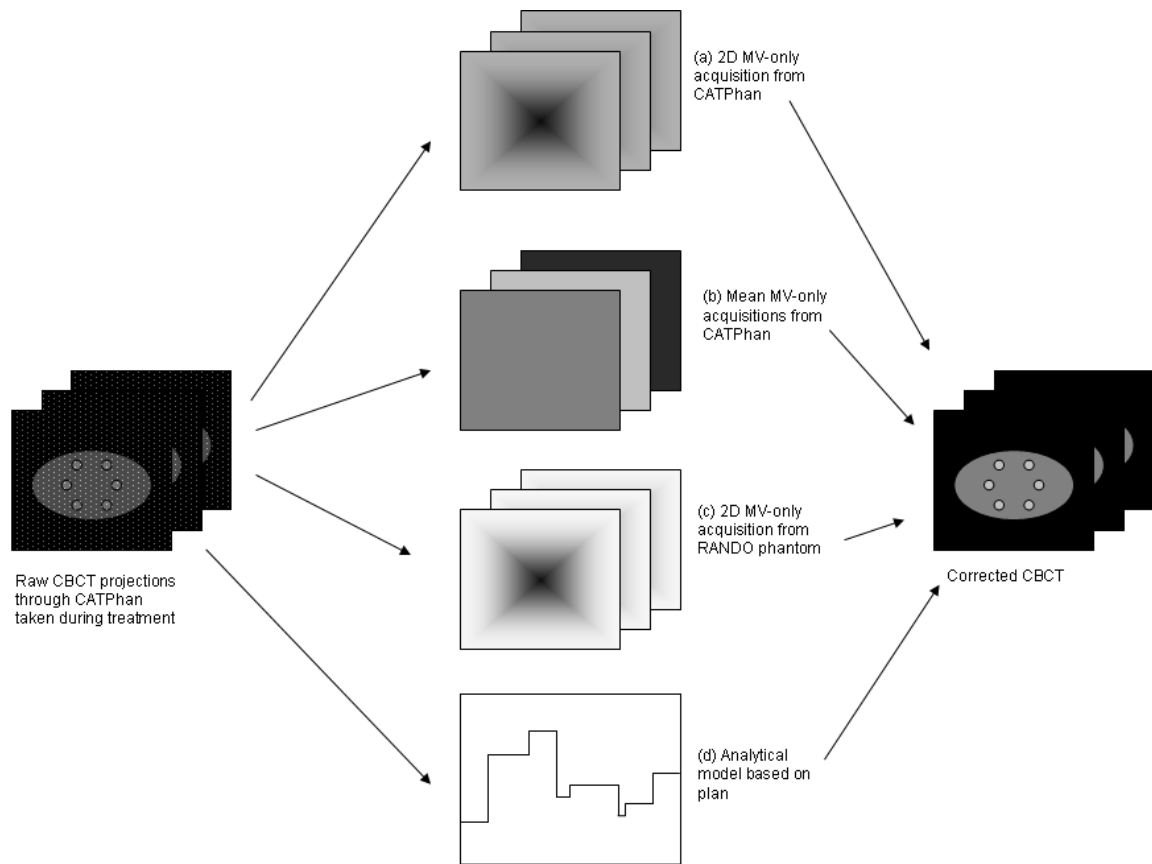 (a) 2D MV-only
acquisition from
CATPhan
(b) Mean MV-only
acquisitions from
CATPhan
(c) 2D MV-only
acquisition from
RANDO phantom
(d) Analytical
model based on
plan
Raw CBCT projections
through CATPhan
taken during treatment
Corrected CBCT